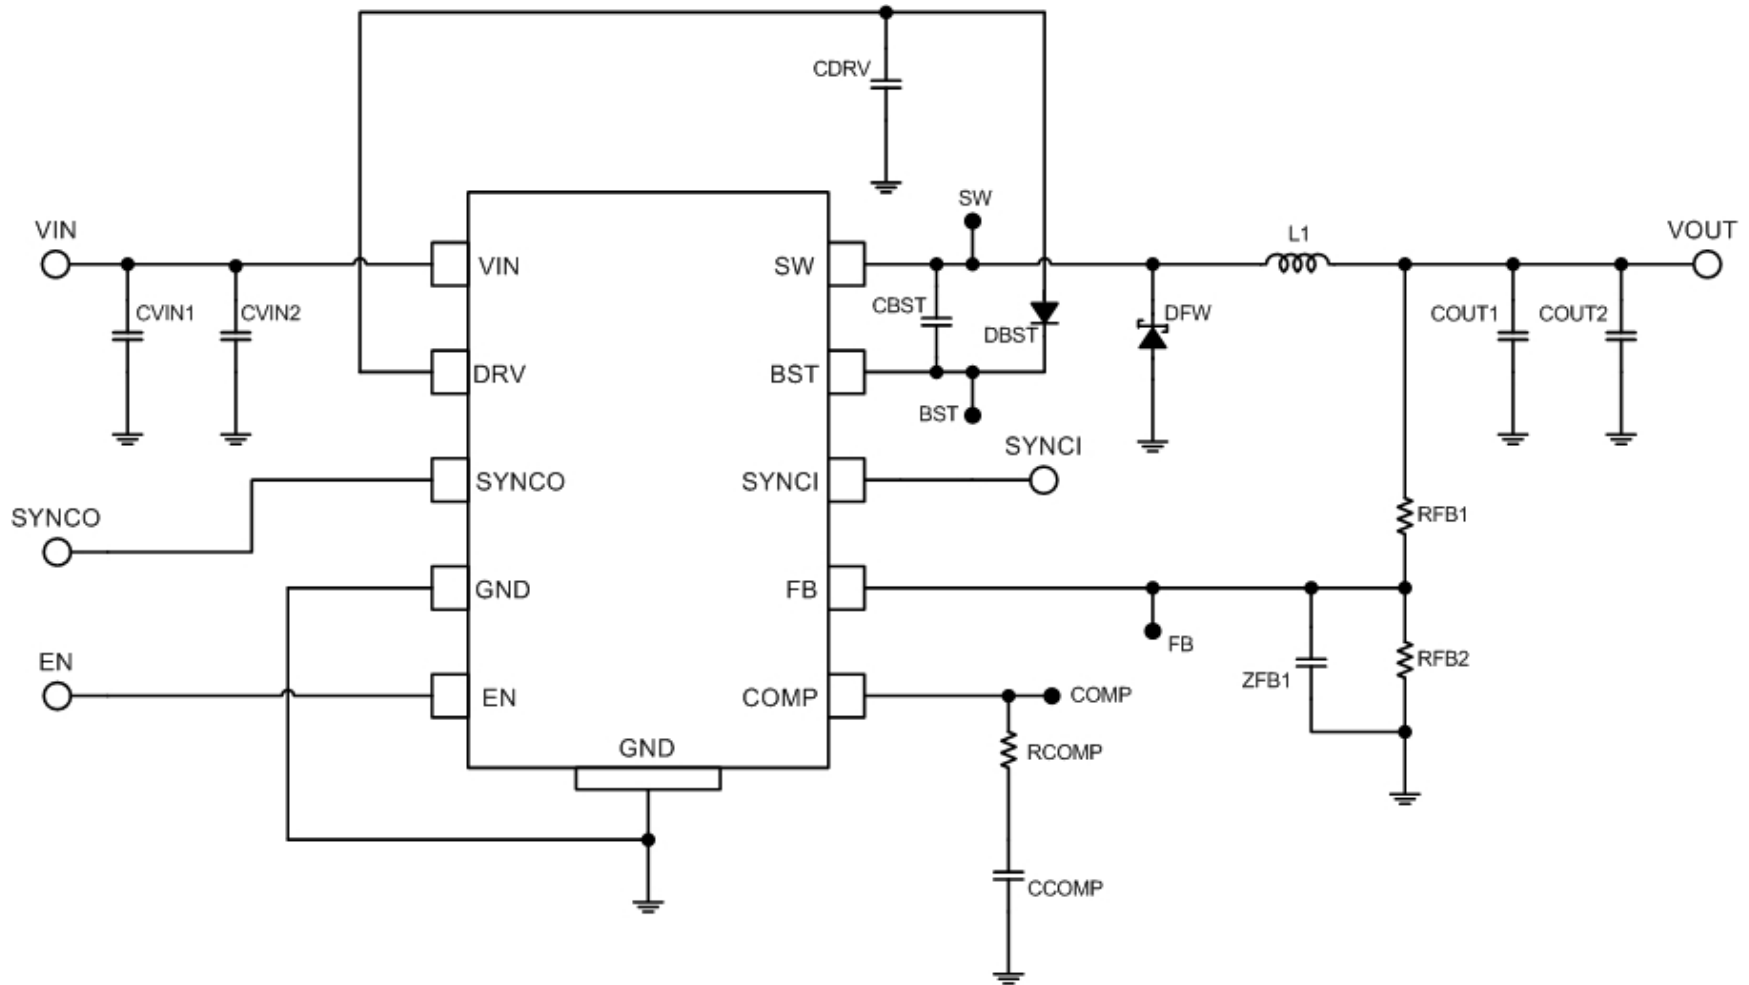 CDRV
VIN
CVIN1
CVIN2
VIN
DRV
SYNCO
SYNCO
GND
EN
EN
GND
SW
BST
SYNCI
FB
COMP
SW
CBST
DBST
BST
DFW
L1
VOUT
COUT1
COUT2
SYNCI
RFB1
FB
ZFB1
RFB2
COMP
RCOMP
CCOMP